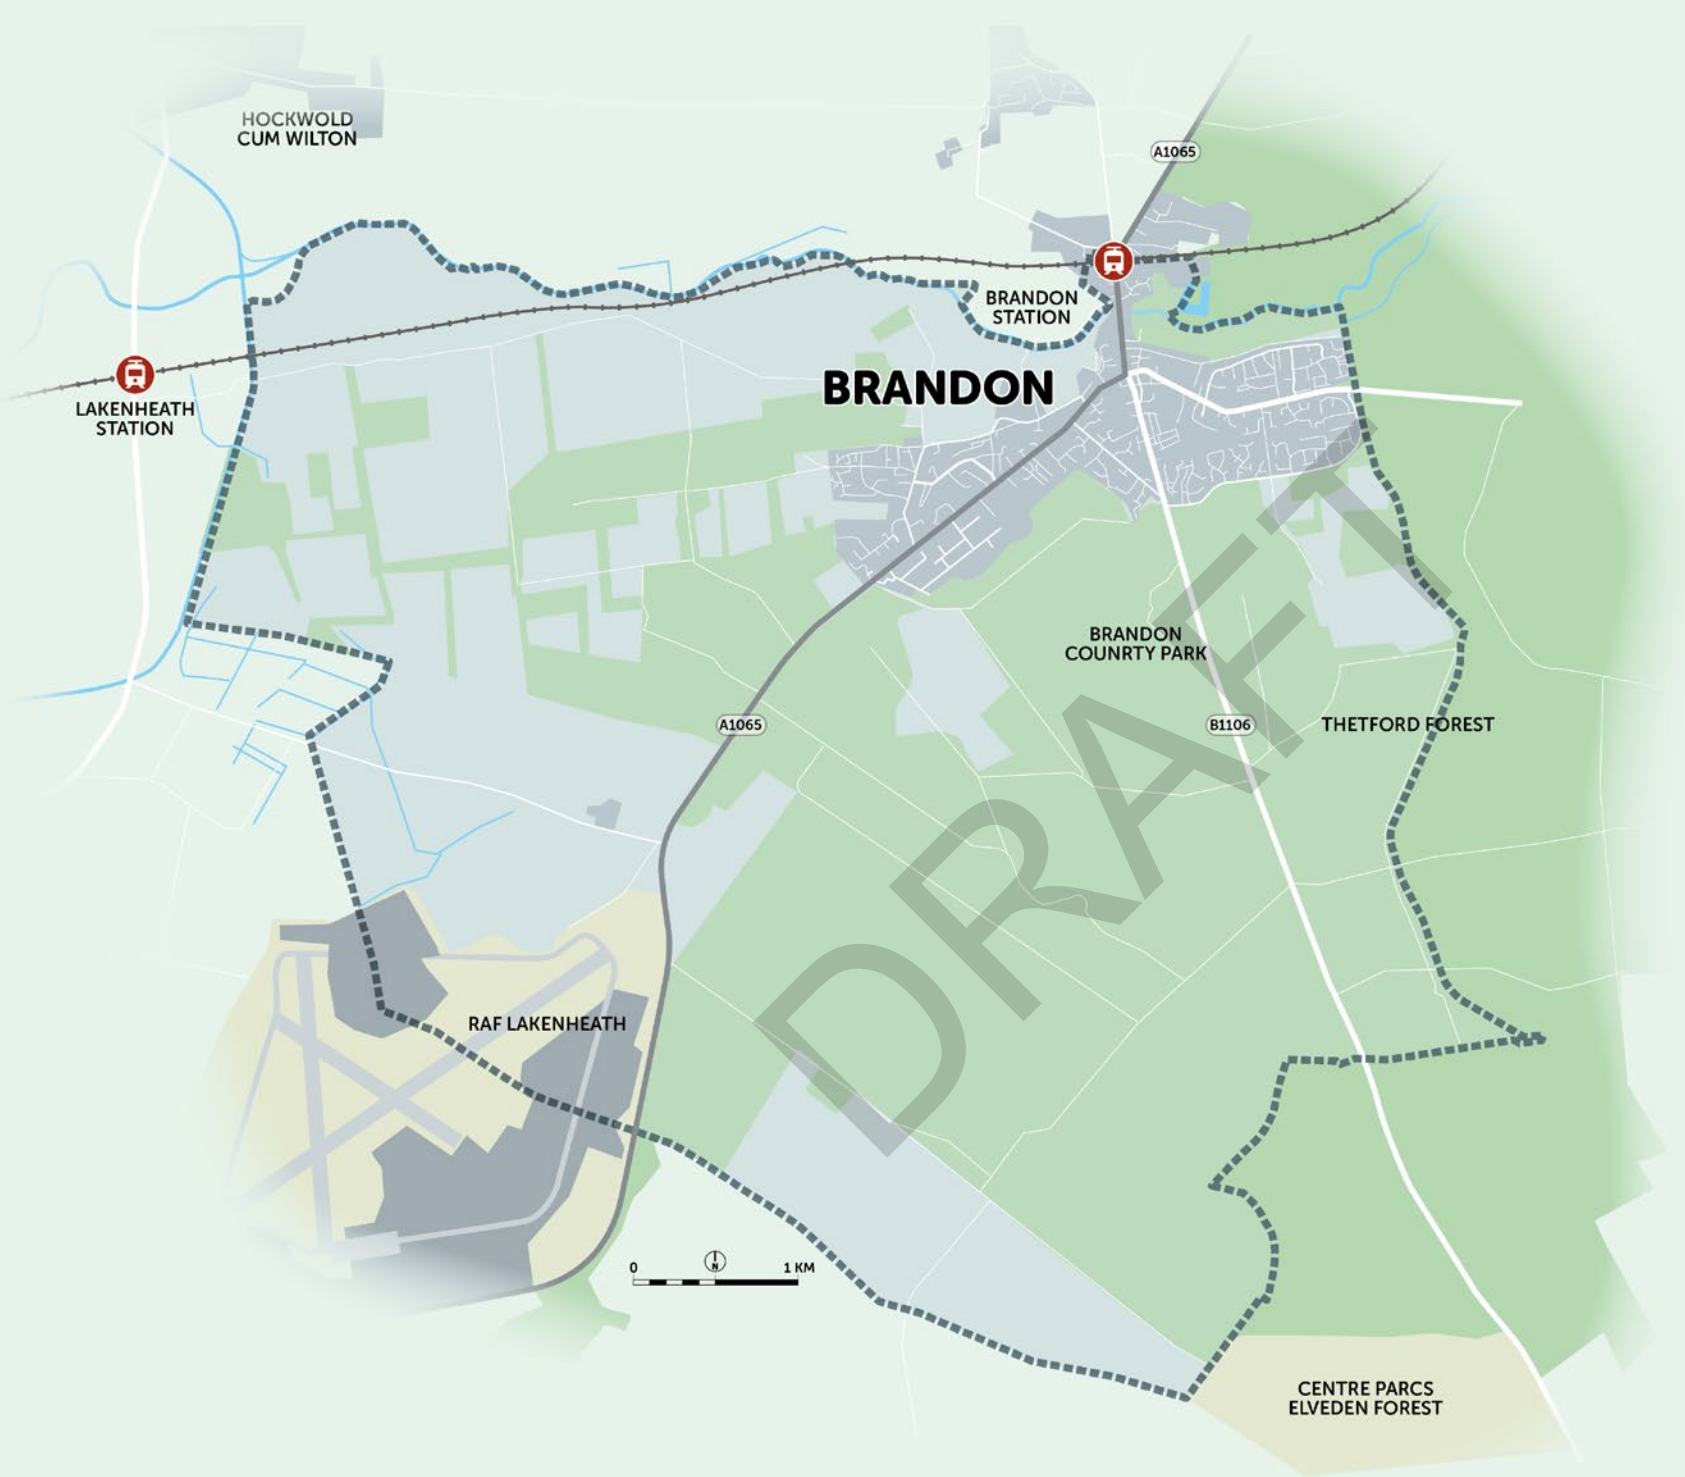 HOCKWOLD
CUM WILTON
A1065
BRANDON
STATION
BRANDON
LAKENHEATH
STATION
BRANDON
COUNRTY PARK
A1065
B1106
THETFORD FOREST
DRAFT
RAF LAKENHEATH
0
N
1 KM
CENTRE PARCS
ELVEDEN FOREST